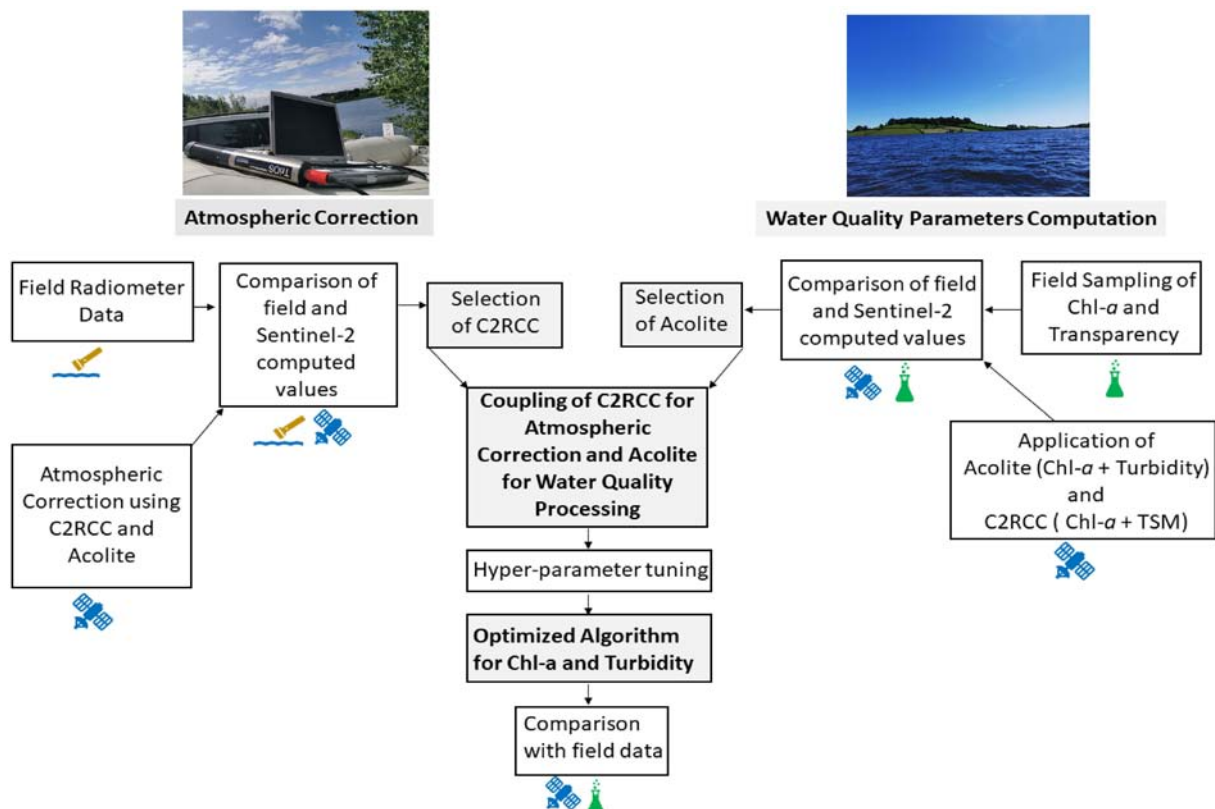 TriOS
Atmospheric Correction
Water Quality Parameters Computation
Field Radiometer
Data
Comparison of
field and
Sentinel-2
computed
values
Selection
of C2RCC
Selection
of Acolite
Comparison of field
and Sentinel-2
computed values
Field Sampling of
Chl-a and
Transparency
Atmospheric
Correction using
C2RCC and
Acolite
Coupling of C2RCC for
Atmospheric
Correction and Acolite
for Water Quality
Processing
Application of
Acolite (Chl-a + Turbidity)
and
C2RCC ( Chl-a + TSM)
Hyper-parameter tuning
Optimized Algorithm
for Chl-a and Turbidity
Comparison
with field data